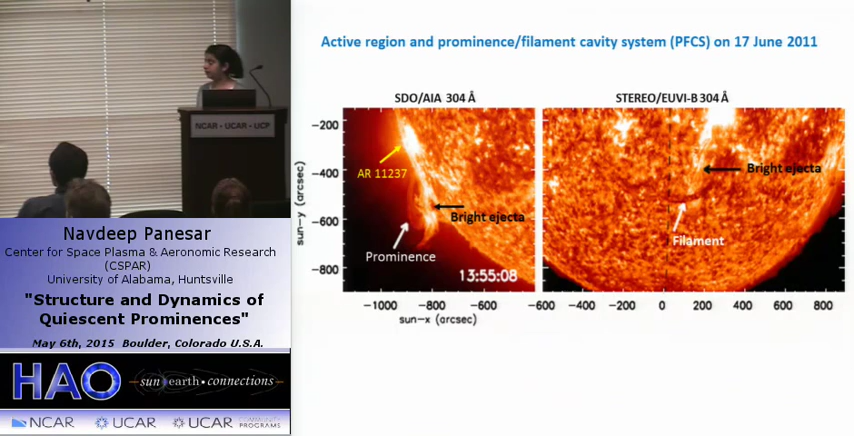 NCAR • UCAR • UCP
Navdeep Panesar
Center for Space Plasma & Aeronomic Research
(CSPAR)
University of Alabama, Huntsville
"Structure and Dynamics of
Quiescent Prominences"
May 6th, 2015 Boulder, Colorado U.S.A.
HAO
sun earth • connections
NCAR
UCAR
UCAR COMMUNITY
PROGRAMS
Active region and prominence/filament cavity system (PFCS) on 17 June 2011
SDO/AIA 304 Å
STEREO/EUVI-B 304 Å
sun-y (arcsec)
-200
-400
-600
-800
AR 11237
Bright ejecta
Prominence
13:55:08
-1000 -800 -600
sun-x (arcsec)
Bright ejecta
Filament
-600 -400 -200 0 200 400 600 800